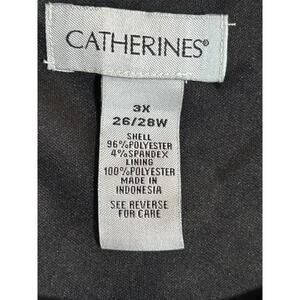 CATHERINES®
3X
26/28W
SHELL
96%POLYESTER
4%SPANDEX
LINING
100%POLYESTER
MADE IN
INDONESIA
SEE REVERSE
FOR CARE